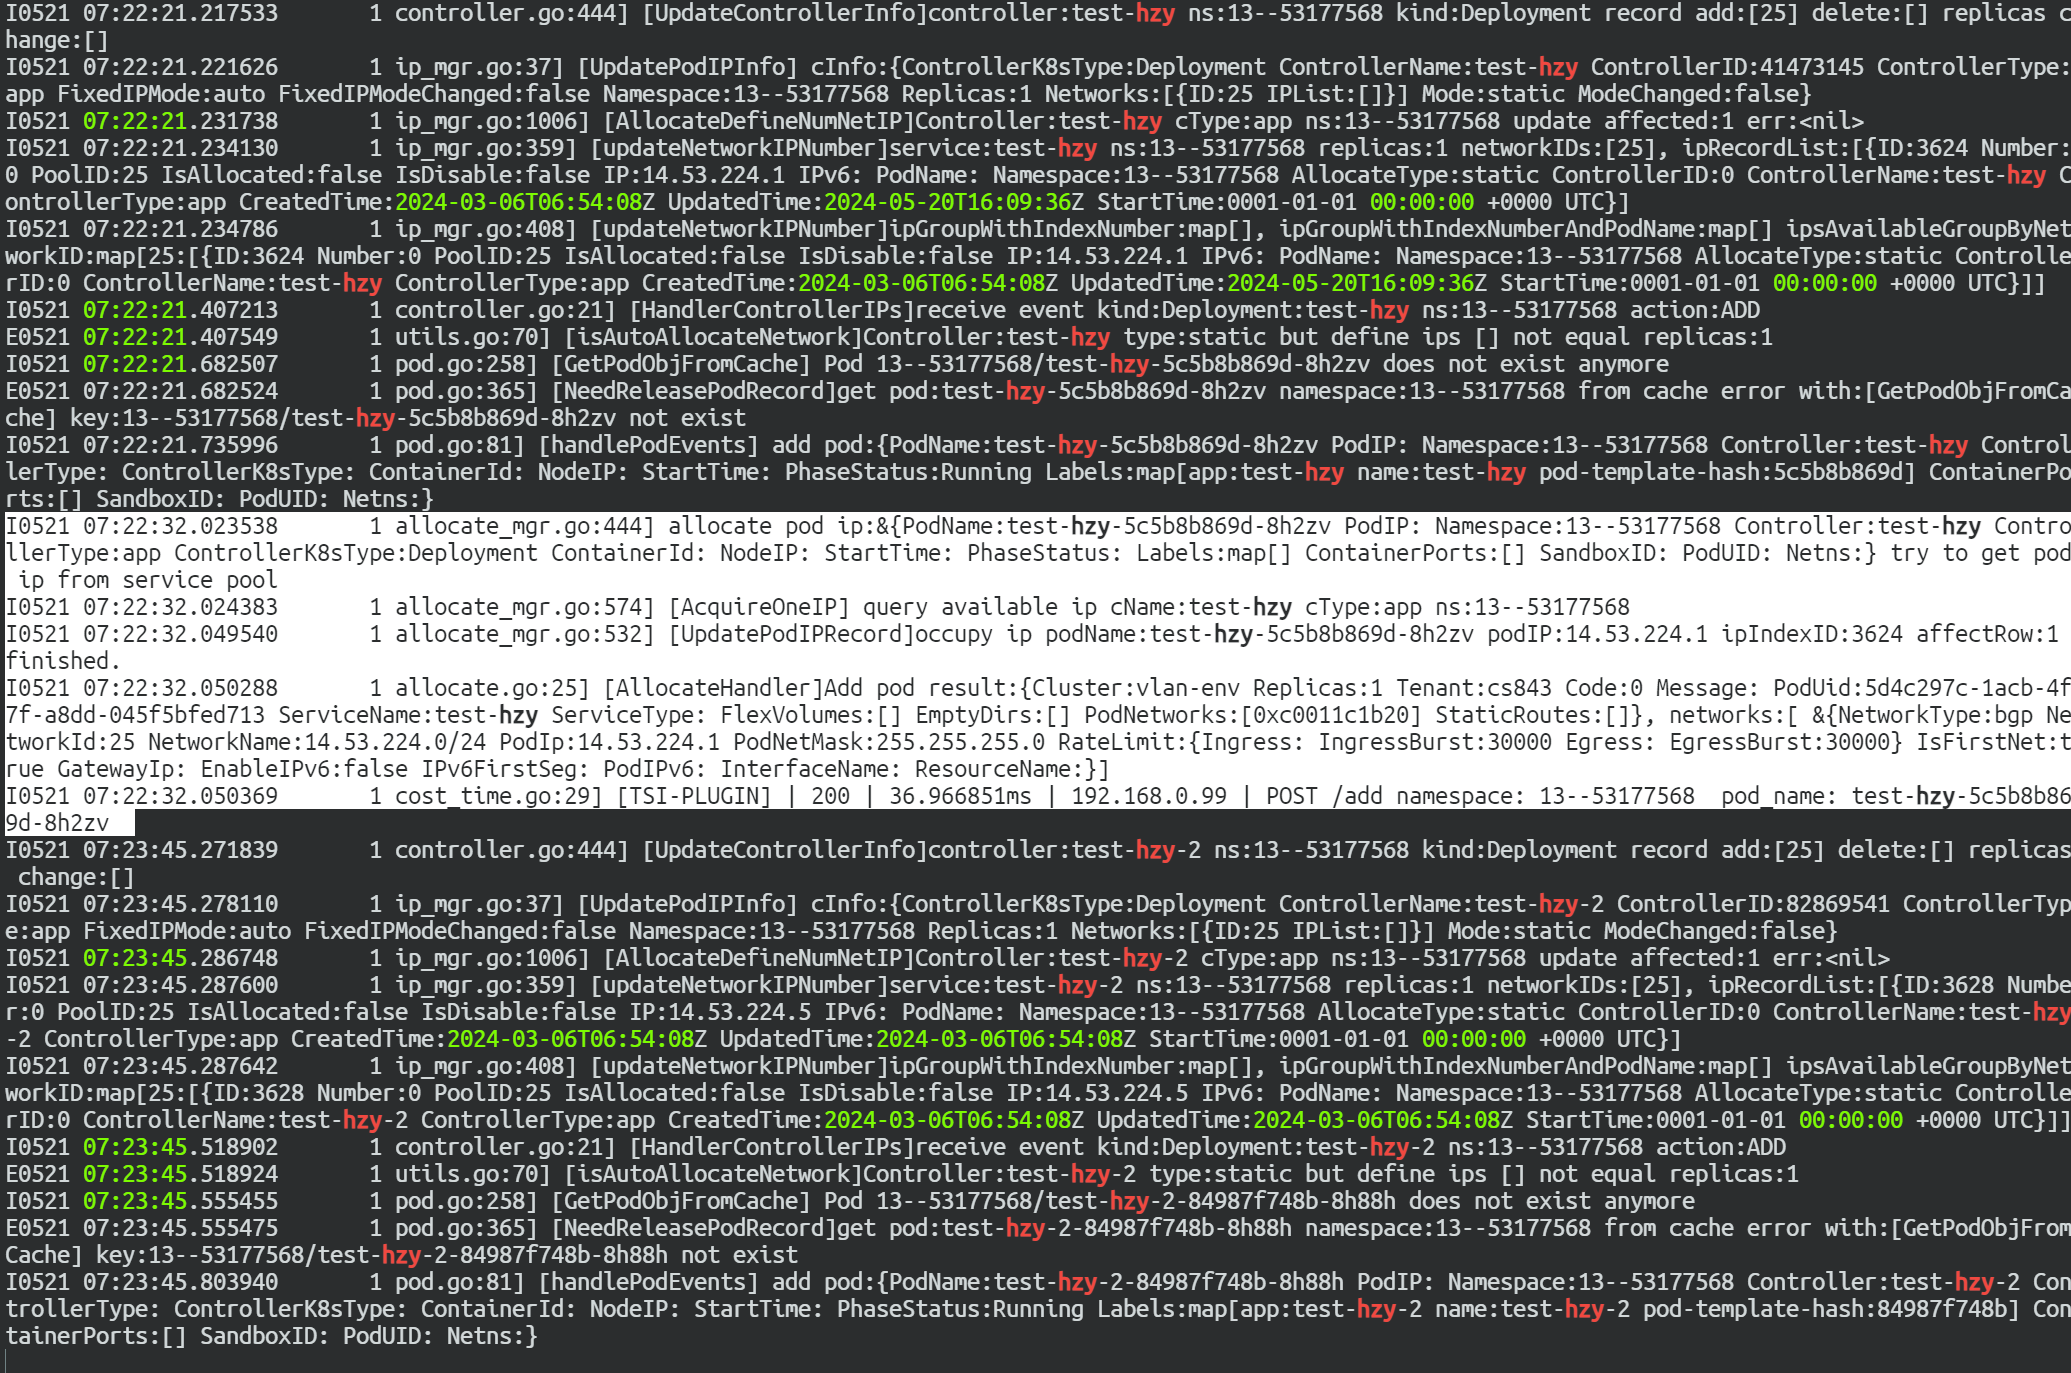 I0521 07:22:21.217533       1 controller.go:444] [UpdateControllerInfo]controller:test-hzy ns:13--53177568 kind:Deployment record add:[25] delete:[] replicas c
hange:[]
I0521 07:22:21.221626       1 ip_mgr.go:37] [UpdatePodIPInfo] cInfo:{ControllerK8sType:Deployment ControllerName:test-hzy ControllerID:41473145 ControllerType:
app FixedIPMode:auto FixedIPModeChanged:false Namespace:13--53177568 Replicas:1 Networks:[{ID:25 IPList:[]}] Mode:static ModeChanged:false}
I0521 07:22:21.231738       1 ip_mgr.go:1006] [AllocateDefineNumNetIP]Controller:test-hzy cType:app ns:13--53177568 update affected:1 err:<nil>
I0521 07:22:21.234130       1 ip_mgr.go:359] [updateNetworkIPNumber]service:test-hzy ns:13--53177568 replicas:1 networkIDs:[25], ipRecordList:[{ID:3624 Number:
0 PoolID:25 IsAllocated:false IsDisable:false IP:14.53.224.1 IPv6: PodName: Namespace:13--53177568 AllocateType:static ControllerID:0 ControllerName:test-hzy C
ontrollerType:app CreatedTime:2024-03-06T06:54:08Z UpdatedTime:2024-05-20T16:09:36Z StartTime:0001-01-01 00:00:00 +0000 UTC}]
I0521 07:22:21.234786       1 ip_mgr.go:408] [updateNetworkIPNumber]ipGroupWithIndexNumber:map[], ipGroupWithIndexNumberAndPodName:map[] ipsAvailableGroupByNet
workID:map[25:[{ID:3624 Number:0 PoolID:25 IsAllocated:false IsDisable:false IP:14.53.224.1 IPv6: PodName: Namespace:13--53177568 AllocateType:static Controlle
rID:0 ControllerName:test-hzy ControllerType:app CreatedTime:2024-03-06T06:54:08Z UpdatedTime:2024-05-20T16:09:36Z StartTime:0001-01-01 00:00:00 +0000 UTC}]]
I0521 07:22:21.407213       1 controller.go:21] [HandlerControllerIPs]receive event kind:Deployment:test-hzy ns:13--53177568 action:ADD
E0521 07:22:21.407549       1 utils.go:70] [isAutoAllocateNetwork]Controller:test-hzy type:static but define ips [] not equal replicas:1
I0521 07:22:21.682507       1 pod.go:258] [GetPodObjFromCache] Pod 13--53177568/test-hzy-5c5b8b869d-8h2zv does not exist anymore
E0521 07:22:21.682524       1 pod.go:365] [NeedReleasePodRecord]get pod:test-hzy-5c5b8b869d-8h2zv namespace:13--53177568 from cache error with:[GetPodObjFromCa
che] key:13--53177568/test-hzy-5c5b8b869d-8h2zv not exist
I0521 07:22:21.735996       1 pod.go:81] [handlePodEvents] add pod:{PodName:test-hzy-5c5b8b869d-8h2zv PodIP: Namespace:13--53177568 Controller:test-hzy Control
lerType: ControllerK8sType: ContainerId: NodeIP: StartTime: PhaseStatus:Running Labels:map[app:test-hzy name:test-hzy pod-template-hash:5c5b8b869d] ContainerPo
rts:[] SandboxID: PodUID: Netns:}
I0521 07:22:32.023538       1 allocate_mgr.go:444] allocate pod ip:&{PodName:test-hzy-5c5b8b869d-8h2zv PodIP: Namespace:13--53177568 Controller:test-hzy Contro
llerType:app ControllerK8sType:Deployment ContainerId: NodeIP: StartTime: PhaseStatus: Labels:map[] ContainerPorts:[] SandboxID: PodUID: Netns:} try to get pod
 ip from service pool
I0521 07:22:32.024383       1 allocate_mgr.go:574] [AcquireOneIP] query available ip cName:test-hzy cType:app ns:13--53177568
I0521 07:22:32.049540       1 allocate_mgr.go:532] [UpdatePodIPRecord]occupy ip podName:test-hzy-5c5b8b869d-8h2zv podIP:14.53.224.1 ipIndexID:3624 affectRow:1
finished.
I0521 07:22:32.050288       1 allocate.go:25] [AllocateHandler]Add pod result:{Cluster:vlan-env Replicas:1 Tenant:cs843 Code:0 Message: PodUid:5d4c297c-1acb-4f
7f-a8dd-045f5bfed713 ServiceName:test-hzy ServiceType: FlexVolumes:[] EmptyDirs:[] PodNetworks:[0xc0011c1b20] StaticRoutes:[]}, networks:[ &{NetworkType:bgp Ne
tworkId:25 NetworkName:14.53.224.0/24 PodIp:14.53.224.1 PodNetMask:255.255.255.0 RateLimit:{Ingress: IngressBurst:30000 Egress: EgressBurst:30000} IsFirstNet:t
rue GatewayIp: EnableIPv6:false IPv6FirstSeg: PodIPv6: InterfaceName: ResourceName:}]
I0521 07:22:32.050369       1 cost_time.go:29] [TSI-PLUGIN] | 200 | 36.966851ms | 192.168.0.99 | POST /add namespace: 13--53177568  pod_name: test-hzy-5c5b8b86
9d-8h2zv
I0521 07:23:45.271839       1 controller.go:444] [UpdateControllerInfo]controller:test-hzy-2 ns:13--53177568 kind:Deployment record add:[25] delete:[] replicas
 change:[]
I0521 07:23:45.278110       1 ip_mgr.go:37] [UpdatePodIPInfo] cInfo:{ControllerK8sType:Deployment ControllerName:test-hzy-2 ControllerID:82869541 ControllerTyp
e:app FixedIPMode:auto FixedIPModeChanged:false Namespace:13--53177568 Replicas:1 Networks:[{ID:25 IPList:[]}] Mode:static ModeChanged:false}
I0521 07:23:45.286748       1 ip_mgr.go:1006] [AllocateDefineNumNetIP]Controller:test-hzy-2 cType:app ns:13--53177568 update affected:1 err:<nil>
I0521 07:23:45.287600       1 ip_mgr.go:359] [updateNetworkIPNumber]service:test-hzy-2 ns:13--53177568 replicas:1 networkIDs:[25], ipRecordList:[{ID:3628 Numbe
r:0 PoolID:25 IsAllocated:false IsDisable:false IP:14.53.224.5 IPv6: PodName: Namespace:13--53177568 AllocateType:static ControllerID:0 ControllerName:test-hzy
-2 ControllerType:app CreatedTime:2024-03-06T06:54:08Z UpdatedTime:2024-03-06T06:54:08Z StartTime:0001-01-01 00:00:00 +0000 UTC}]
I0521 07:23:45.287642       1 ip_mgr.go:408] [updateNetworkIPNumber]ipGroupWithIndexNumber:map[], ipGroupWithIndexNumberAndPodName:map[] ipsAvailableGroupByNet
workID:map[25:[{ID:3628 Number:0 PoolID:25 IsAllocated:false IsDisable:false IP:14.53.224.5 IPv6: PodName: Namespace:13--53177568 AllocateType:static Controlle
rID:0 ControllerName:test-hzy-2 ControllerType:app CreatedTime:2024-03-06T06:54:08Z UpdatedTime:2024-03-06T06:54:08Z StartTime:0001-01-01 00:00:00 +0000 UTC}]]
I0521 07:23:45.518902       1 controller.go:21] [HandlerControllerIPs]receive event kind:Deployment:test-hzy-2 ns:13--53177568 action:ADD
E0521 07:23:45.518924       1 utils.go:70] [isAutoAllocateNetwork]Controller:test-hzy-2 type:static but define ips [] not equal replicas:1
I0521 07:23:45.555455       1 pod.go:258] [GetPodObjFromCache] Pod 13--53177568/test-hzy-2-84987f748b-8h88h does not exist anymore
E0521 07:23:45.555475       1 pod.go:365] [NeedReleasePodRecord]get pod:test-hzy-2-84987f748b-8h88h namespace:13--53177568 from cache error with:[GetPodObjFrom
Cache] key:13--53177568/test-hzy-2-84987f748b-8h88h not exist
I0521 07:23:45.803940       1 pod.go:81] [handlePodEvents] add pod:{PodName:test-hzy-2-84987f748b-8h88h PodIP: Namespace:13--53177568 Controller:test-hzy-2 Con
trollerType: ControllerK8sType: ContainerId: NodeIP: StartTime: PhaseStatus:Running Labels:map[app:test-hzy-2 name:test-hzy-2 pod-template-hash:84987f748b] Con
tainerPorts:[] SandboxID: PodUID: Netns:}